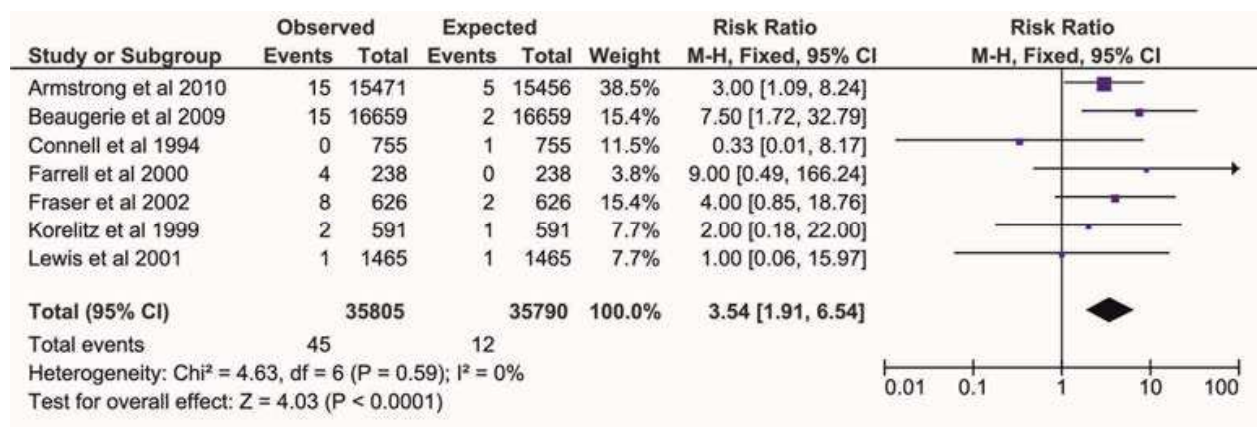 Observed Expected Risk Ratio Risk Ratio
Study or Subgroup Events Total Events Total Weight M-H, Fixed, 95% CI M-H, Fixed, 95% CI
Armstrong et al 2010 15 15471 5 15456 38.5% 3.00 [1.09, 8.24]
Beaugerie et al 2009 15 16659 2 16659 15.4% 7.50 [1.72, 32.79]
Connell et al 1994 0 755 1 755 11.5% 0.33 [0.01, 8.17]
Farrell et al 2000 4 238 0 238 3.8% 9.00 [0.49, 166.24]
Fraser et al 2002 8 626 2 626 15.4% 4.00 [0.85, 18.76]
Korelitz et al 1999 2 591 1 591 7.7% 2.00 [0.18, 22.00]
Lewis et al 2001 1 1465 1 1465 7.7% 1.00 [0.06, 15.97]
Total (95% CI) 35805 35790 100.0% 3.54 [1.91, 6.54]
Total events 45 12
Heterogeneity: Chi² = 4.63, df = 6 (P = 0.59); I² = 0%
Test for overall effect: Z = 4.03 (P < 0.0001)
0.01 0.1 1 10 100